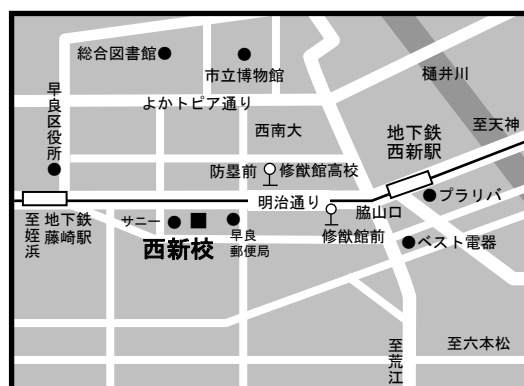 総合図書館
市立博物館
樋井川
よかトピア通り
早良区役所
西南大
地下鉄
西新駅
至天神
防塁前
修猷館高校
プラリバ
明治通り
脇山口
至姪浜
地下鉄
藤崎駅
サニー
西新校
早良
郵便局
修猷館前
ベスト電器
至六本松
至荒江